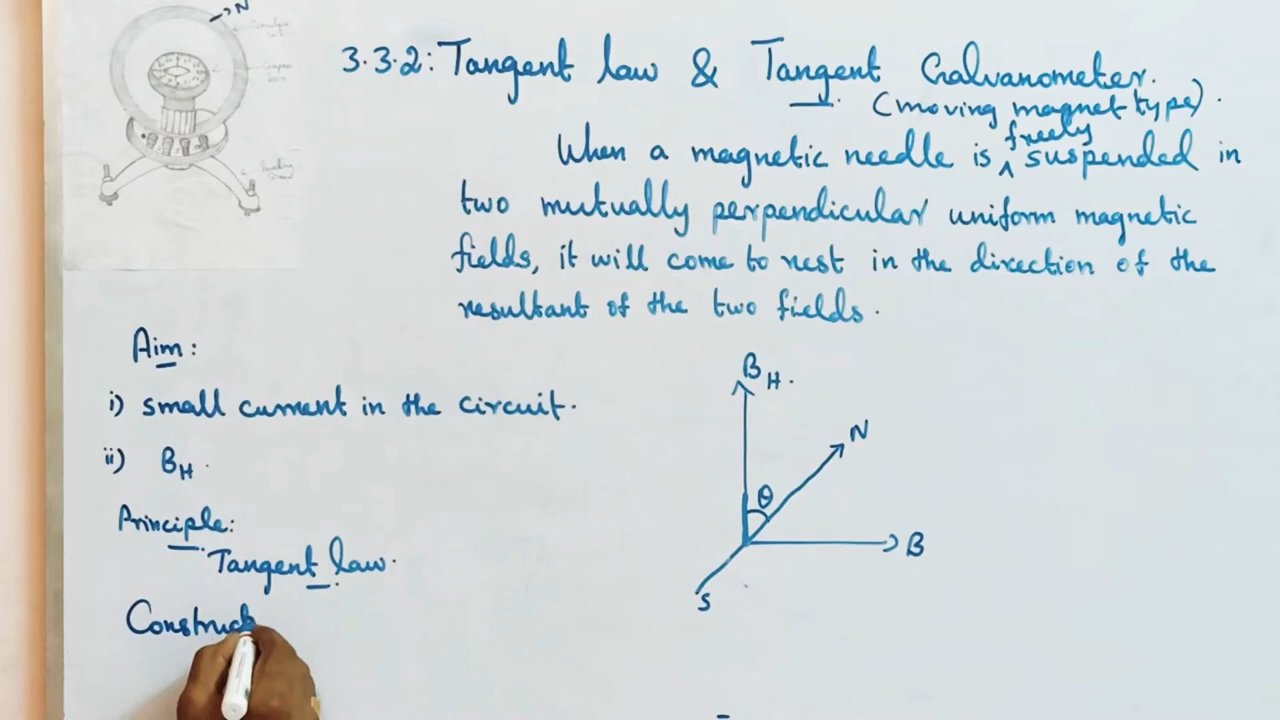 N
3.3.2: Tangent law & Tangent Galvanometer.
(moving magnet type).
When a magnetic needle is freely suspended in
two mutually perpendicular uniform magnetic
fields, it will come to rest in the direction of the
resultant of the two fields.
Aim:
i) small current in the circuit.
ii) BH.
Principle:
Tangent law.
Construct
BH.
N
θ
B
S